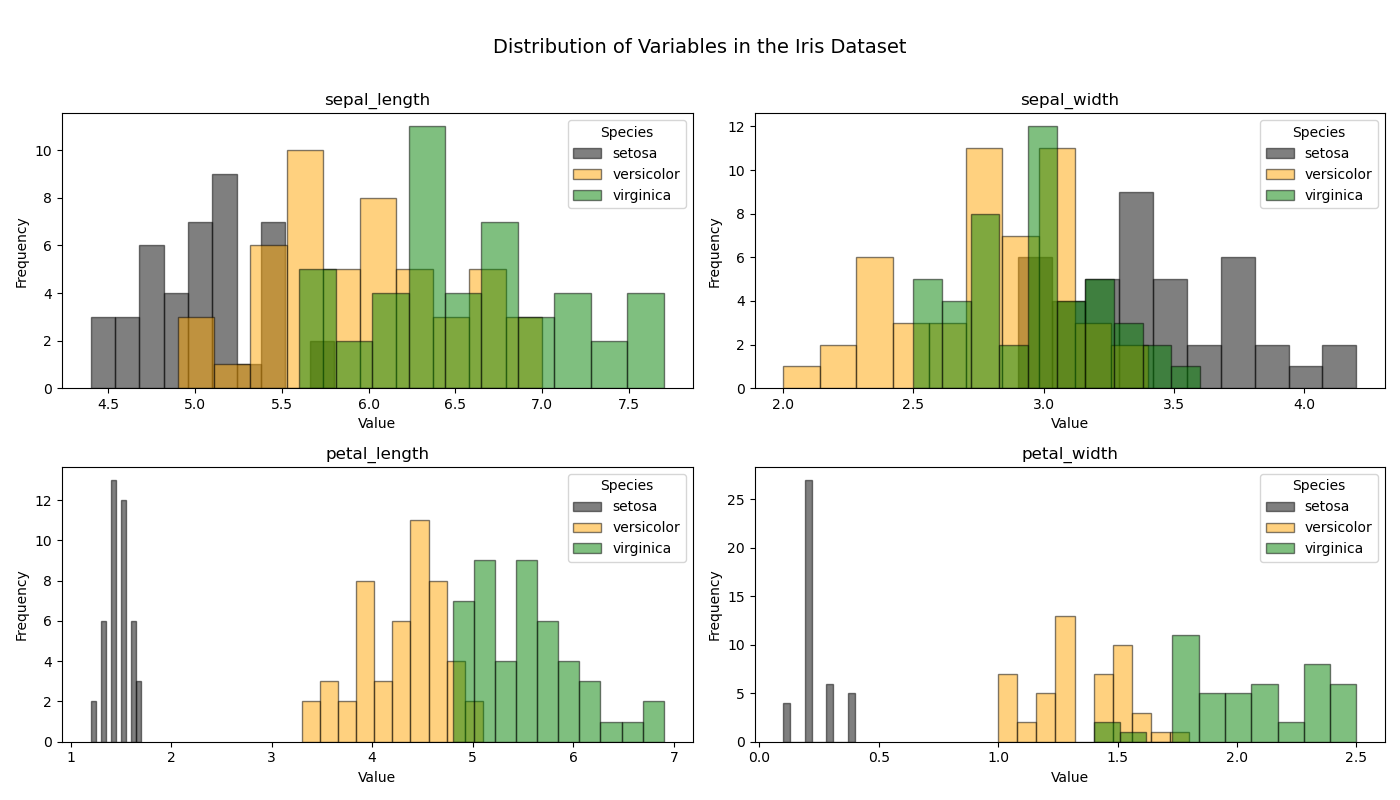 Distribution of Variables in the Iris Dataset
sepal_length
Frequency
10
8
6
4
2
0
4.5 5.0 5.5 6.0 6.5 7.0 7.5
Value
Species
setosa
versicolor
virginica
sepal_width
Frequency
12
10
8
6
4
2
0
2.0 2.5 3.0 3.5 4.0
Value
Species
setosa
versicolor
virginica
petal_length
Frequency
12
10
8
6
4
2
0
1 2 3 4 5 6 7
Value
Species
setosa
versicolor
virginica
petal_width
Frequency
25
20
15
10
5
0
0.0 0.5 1.0 1.5 2.0 2.5
Value
Species
setosa
versicolor
virginica